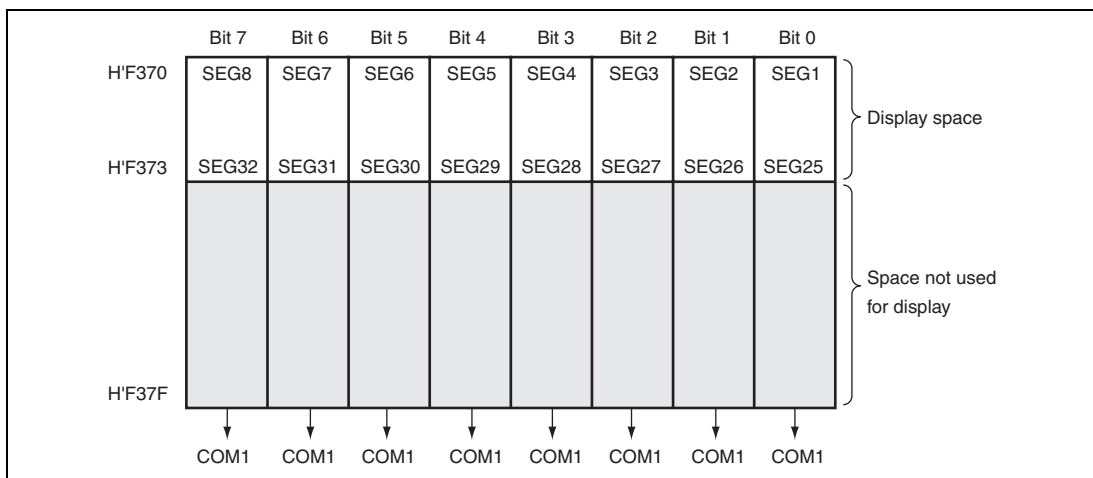 Bit 7 Bit 6 Bit 5 Bit 4 Bit 3 Bit 2 Bit 1 Bit 0
H'F370 SEG8 SEG7 SEG6 SEG5 SEG4 SEG3 SEG2 SEG1
Display space
H'F373 SEG32 SEG31 SEG30 SEG29 SEG28 SEG27 SEG26 SEG25
Space not used
for display
H'F37F
COM1 COM1 COM1 COM1 COM1 COM1 COM1 COM1